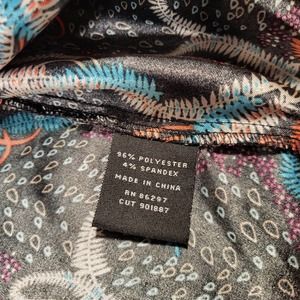 96% POLYESTER
4% SPANDEX
MADE IN CHINA
RN 86297
CUT 901887